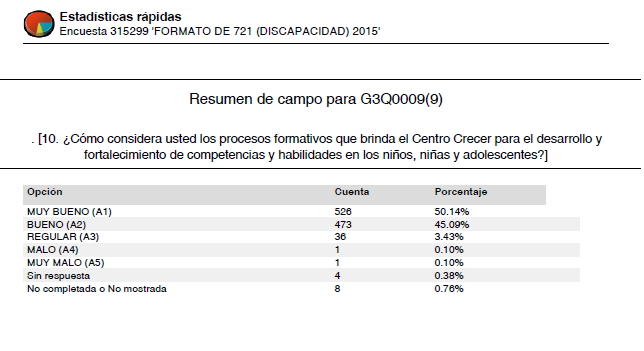 Estadísticas rápidas
Encuesta 315299 'FORMATO DE 721 (DISCAPACIDAD) 2015'
Resumen de campo para G3Q0009(9)
. [10. ¿Cómo considera usted los procesos formativos que brinda el Centro Crecer para el desarrollo y
fortalecimiento de competencias y habilidades en los niños, niñas y adolescentes?]
Opción Cuenta Porcentaje
MUY BUENO (A1) 526 50.14%
BUENO (A2) 473 45.09%
REGULAR (A3) 36 3.43%
MALO (A4) 1 0.10%
MUY MALO (A5) 1 0.10%
Sin respuesta 4 0.38%
No completada o No mostrada 8 0.76%